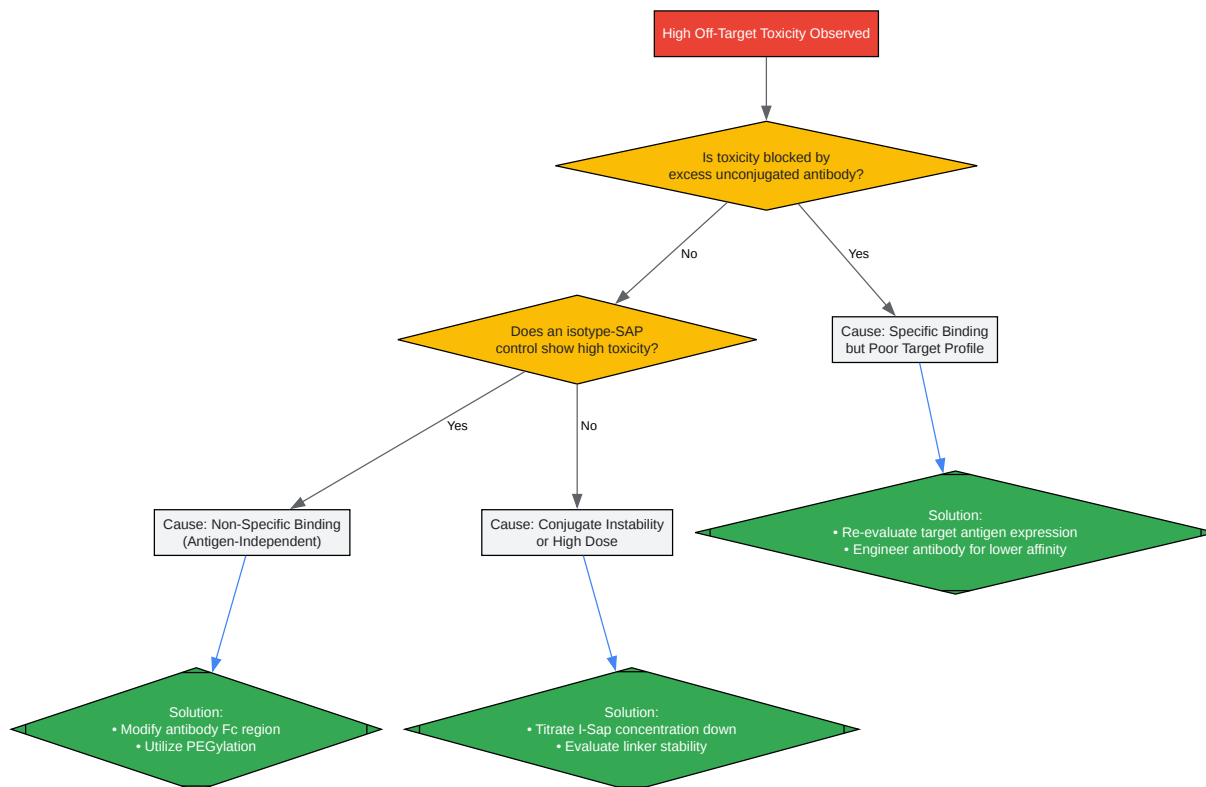 High Off-Target Toxicity Observed
Is toxicity blocked by
excess unconjugated antibody?
No
Yes
Does an isotype-SAP
control show high toxicity?
Cause: Specific Binding
but Poor Target Profile
Yes
No
Cause: Non-Specific Binding
(Antigen-Independent)
Cause: Conjugate Instability
or High Dose
Solution:
• Re-evaluate target antigen expression
• Engineer antibody for lower affinity
Solution:
• Modify antibody Fc region
• Utilize PEGylation
Solution:
• Titrate I-Sap concentration down
• Evaluate linker stability